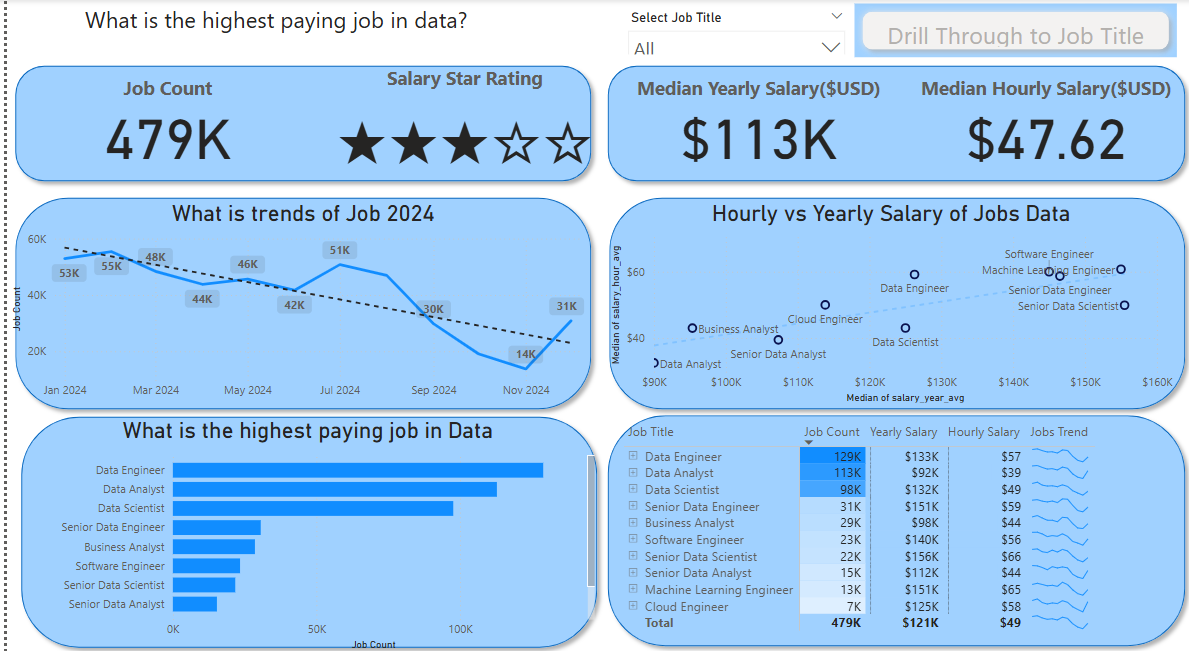 What is the highest paying job in data?
Select Job Title
All
Drill Through to Job Title
Job Count
479K
Salary Star Rating
Median Yearly Salary($USD)
$113K
Median Hourly Salary($USD)
$47.62
What is trends of Job 2024
Job Count
60K
40K
20K
53K
55K
48K
44K
46K
42K
51K
30K
14K
31K
Jan 2024
Mar 2024
May 2024
Jul 2024
Sep 2024
Nov 2024
Hourly vs Yearly Salary of Jobs Data
Median of salary_hour_avg
$60
$40
Software Engineer
Machine Learning Engineer
Data Engineer
Senior Data Engineer
Senior Data Scientist
Cloud Engineer
Business Analyst
Data Scientist
Senior Data Analyst
Data Analyst
$90K
$100K
$110K
$120K
$130K
$140K
$150K
$160K
Median of salary_year_avg
What is the highest paying job in Data
Data Engineer
Data Analyst
Data Scientist
Senior Data Engineer
Business Analyst
Software Engineer
Senior Data Scientist
Senior Data Analyst
0K
50K
100K
Job Count
Job Title Job Count Yearly Salary Hourly Salary Jobs Trend
Data Engineer 129K $133K $57
Data Analyst 113K $92K $39
Data Scientist 98K $132K $49
Senior Data Engineer 31K $151K $59
Business Analyst 29K $98K $44
Software Engineer 23K $140K $56
Senior Data Scientist 22K $156K $66
Senior Data Analyst 15K $112K $44
Machine Learning Engineer 13K $151K $65
Cloud Engineer 7K $125K $58
Total 479K $121K $49